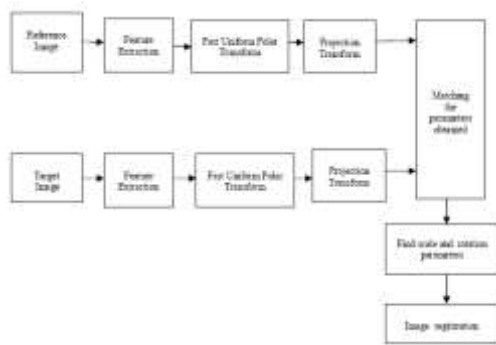 Reference
Image
Feature
Extraction
Fast Uniform Polar
Transform
Projection
Transform
Matching
for
parameters
obtained
Target
Image
Feature
Extraction
Fast Uniform Polar
Transform
Projection
Transform
Find scale and rotation
parameters
Image registration